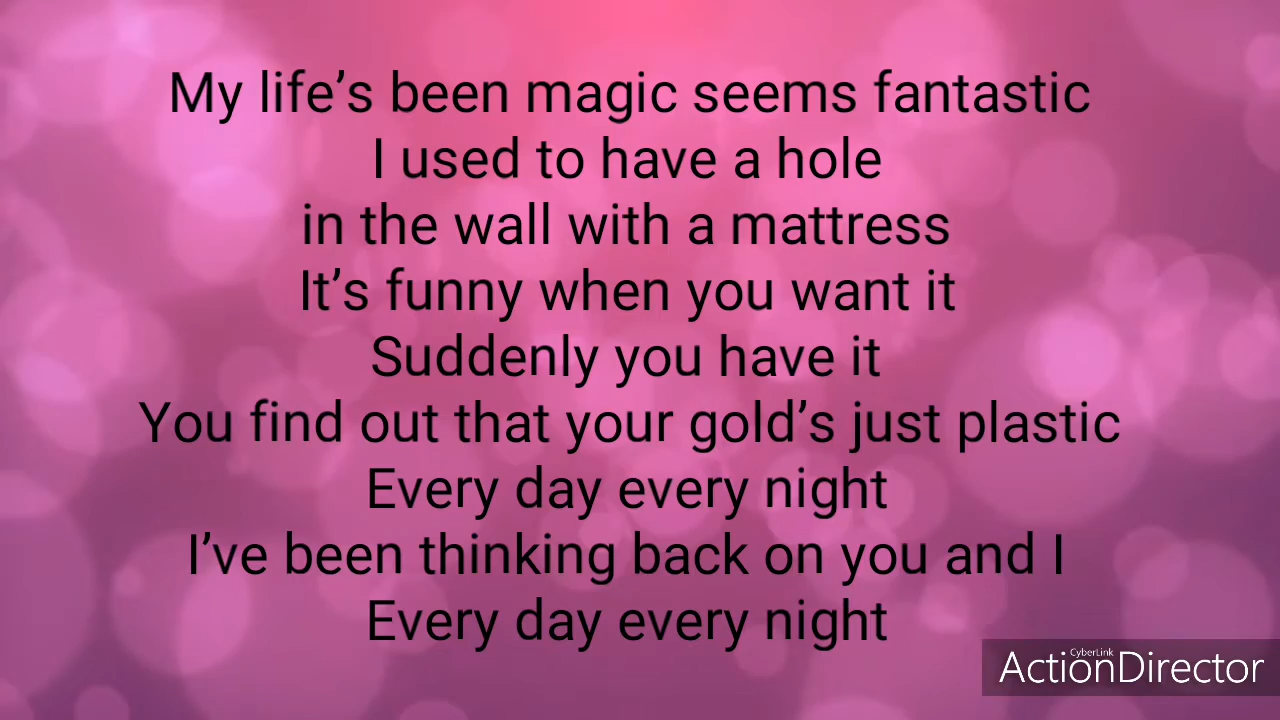 My life’s been magic seems fantastic
I used to have a hole
in the wall with a mattress
It’s funny when you want it
Suddenly you have it
You find out that your gold’s just plastic
Every day every night
I’ve been thinking back on you and I
Every day every night
CyberLink
ActionDirector